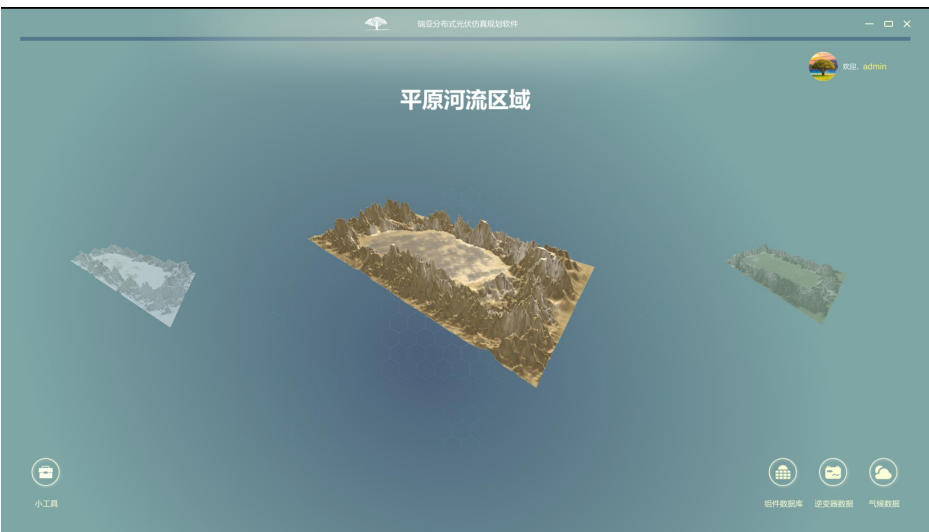 瑞亚分布式光伏仿真规划软件
欢迎，admin
平原河流区域
小工具
组件数据库
逆变器数据
气候数据